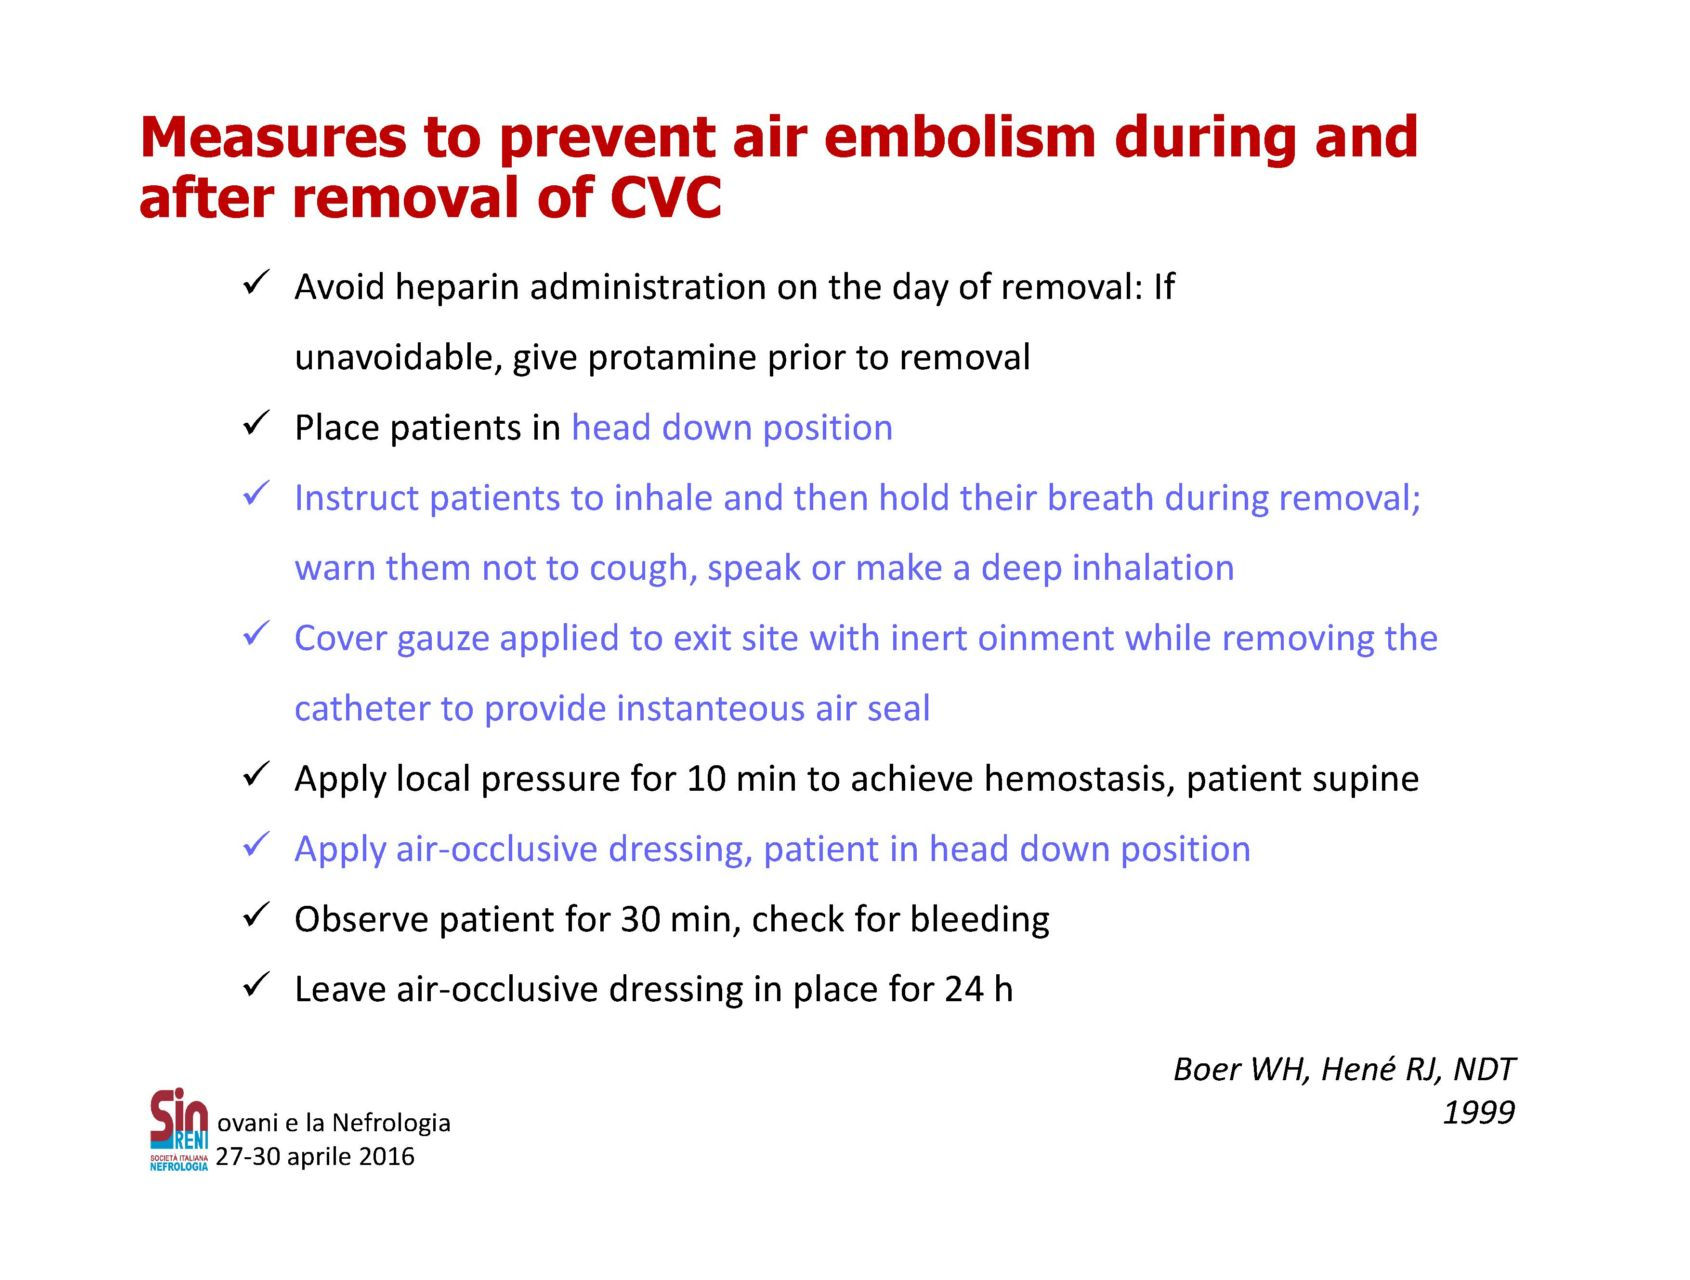 Measures to prevent air embolism during and
after removal of CVC
✓ Avoid heparin administration on the day of removal: If
unavoidable, give protamine prior to removal
✓ Place patients in head down position
✓ Instruct patients to inhale and then hold their breath during removal;
warn them not to cough, speak or make a deep inhalation
✓ Cover gauze applied to exit site with inert oinment while removing the
catheter to provide instanteous air seal
✓ Apply local pressure for 10 min to achieve hemostasis, patient supine
✓ Apply air-occlusive dressing, patient in head down position
✓ Observe patient for 30 min, check for bleeding
✓ Leave air-occlusive dressing in place for 24 h
Boer WH, Hené RJ, NDT
1999
Sin
RENI
SOCIETÀ ITALIANA
NEFROLOGIA
ovani e la Nefrologia
27-30 aprile 2016